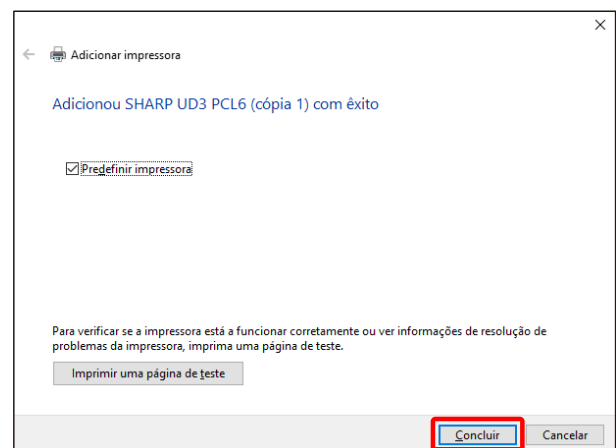 Adicionar impressora
Adicionou SHARP UD3 PCL6 (cópia 1) com êxito
Predefinir impressora
Para verificar se a impressora está a funcionar corretamente ou ver informações de resolução de
problemas da impressora, imprima uma página de teste.
Imprimir uma página de teste
Concluir
Cancelar